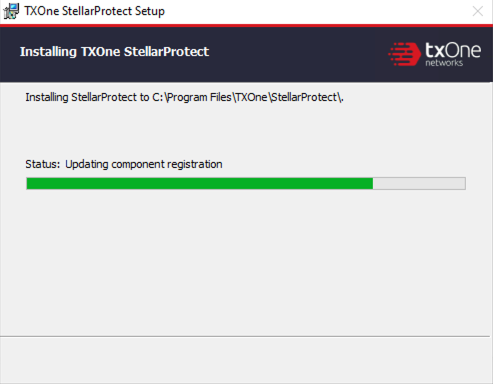 TXOne StellarProtect Setup
Installing TXOne StellarProtect
txOne
networks
Installing StellarProtect to C:\Program Files\TXOne\StellarProtect\.
Status: Updating component registration